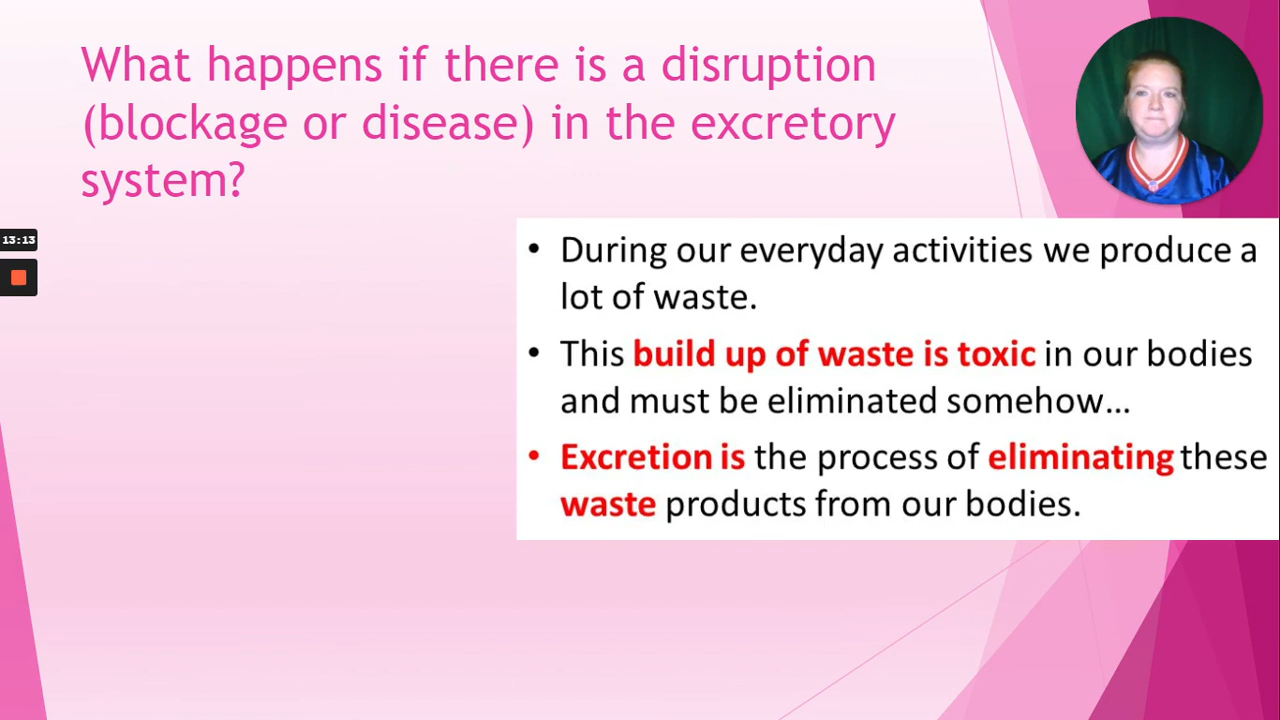 What happens if there is a disruption
(blockage or disease) in the excretory
system?
13:13
• During our everyday activities we produce a
lot of waste.
• This build up of waste is toxic in our bodies
and must be eliminated somehow...
• Excretion is the process of eliminating these
waste products from our bodies.